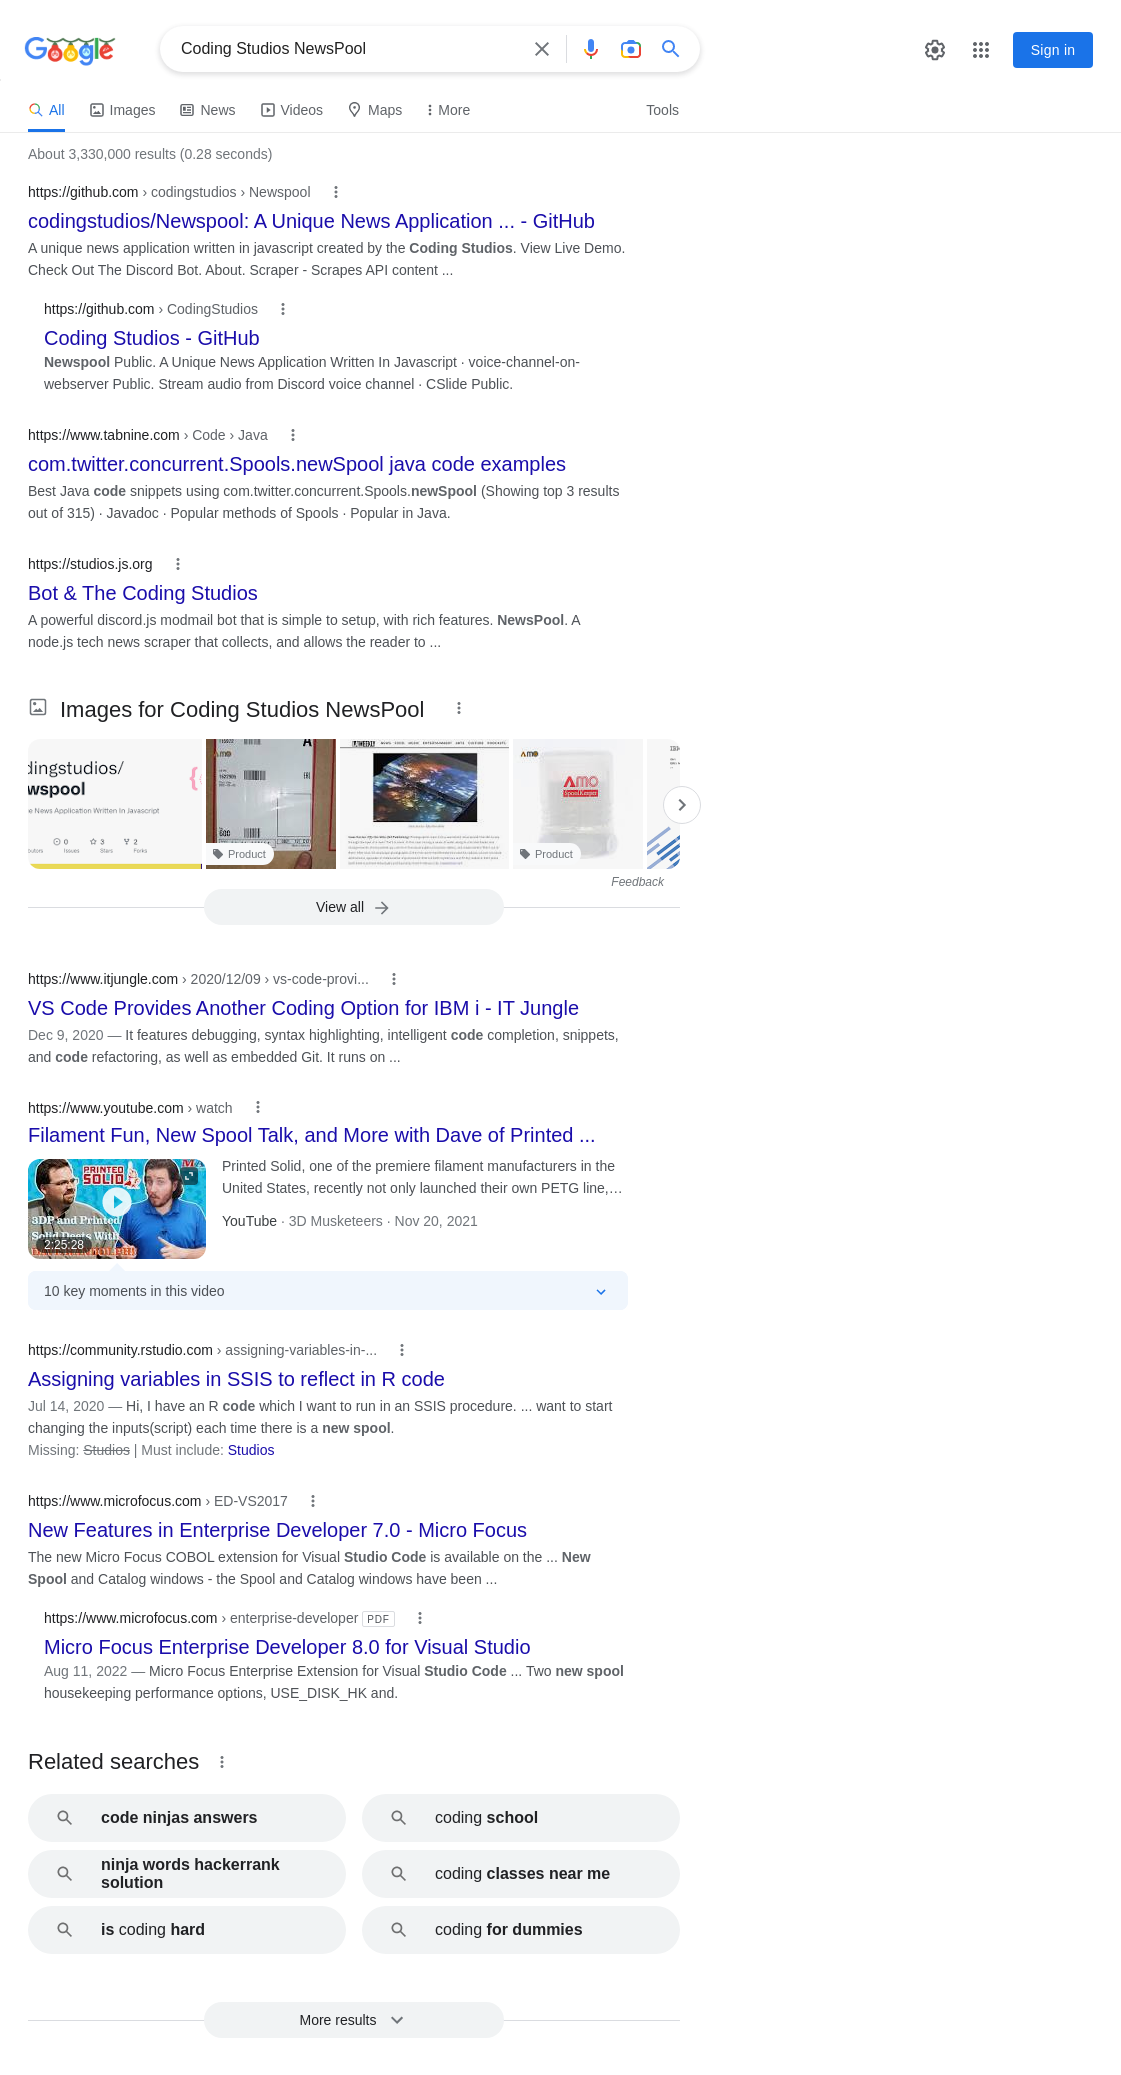 Google
Coding Studios NewsPool
Sign in
All
Images
News
Videos
Maps
More
Tools
About 3,330,000 results (0.28 seconds)
https://github.com › codingstudios › Newspool
codingstudios/Newspool: A Unique News Application ... - GitHub
A unique news application written in javascript created by the Coding Studios. View Live Demo.
Check Out The Discord Bot. About. Scraper - Scrapes API content ...
https://github.com › CodingStudios
Coding Studios - GitHub
Newspool Public. A Unique News Application Written In Javascript · voice-channel-on-
webserver Public. Stream audio from Discord voice channel · CSlide Public.
https://www.tabnine.com › Code › Java
com.twitter.concurrent.Spools.newSpool java code examples
Best Java code snippets using com.twitter.concurrent.Spools.newSpool (Showing top 3 results
out of 315) · Javadoc · Popular methods of Spools · Popular in Java.
https://studios.js.org
Bot & The Coding Studios
A powerful discord.js modmail bot that is simple to setup, with rich features. NewsPool. A
node.js tech news scraper that collects, and allows the reader to ...
Images for Coding Studios NewsPool
dingstudios/
wspool
e News Application Written In Javascript
0
3
2
Issues
Stars
Forks
AMO
Product
AMO
AMO
SpoolKeeper
Product
Feedback
View all
https://www.itjungle.com › 2020/12/09 › vs-code-provi...
VS Code Provides Another Coding Option for IBM i - IT Jungle
Dec 9, 2020 — It features debugging, syntax highlighting, intelligent code completion, snippets,
and code refactoring, as well as embedded Git. It runs on ...
https://www.youtube.com › watch
Filament Fun, New Spool Talk, and More with Dave of Printed ...
PRINTED
SOLID
3DP and Printed
Solid Deets With
2:25:28
Printed Solid, one of the premiere filament manufacturers in the
United States, recently not only launched their own PETG line,…
YouTube · 3D Musketeers · Nov 20, 2021
10 key moments in this video
https://community.rstudio.com › assigning-variables-in-...
Assigning variables in SSIS to reflect in R code
Jul 14, 2020 — Hi, I have an R code which I want to run in an SSIS procedure. ... want to start
changing the inputs(script) each time there is a new spool.
Missing: Studios | Must include: Studios
https://www.microfocus.com › ED-VS2017
New Features in Enterprise Developer 7.0 - Micro Focus
The new Micro Focus COBOL extension for Visual Studio Code is available on the ... New
Spool and Catalog windows - the Spool and Catalog windows have been ...
https://www.microfocus.com › enterprise-developer PDF
Micro Focus Enterprise Developer 8.0 for Visual Studio
Aug 11, 2022 — Micro Focus Enterprise Extension for Visual Studio Code ... Two new spool
housekeeping performance options, USE_DISK_HK and.
Related searches
code ninjas answers
coding school
ninja words hackerrank
solution
coding classes near me
is coding hard
coding for dummies
More results